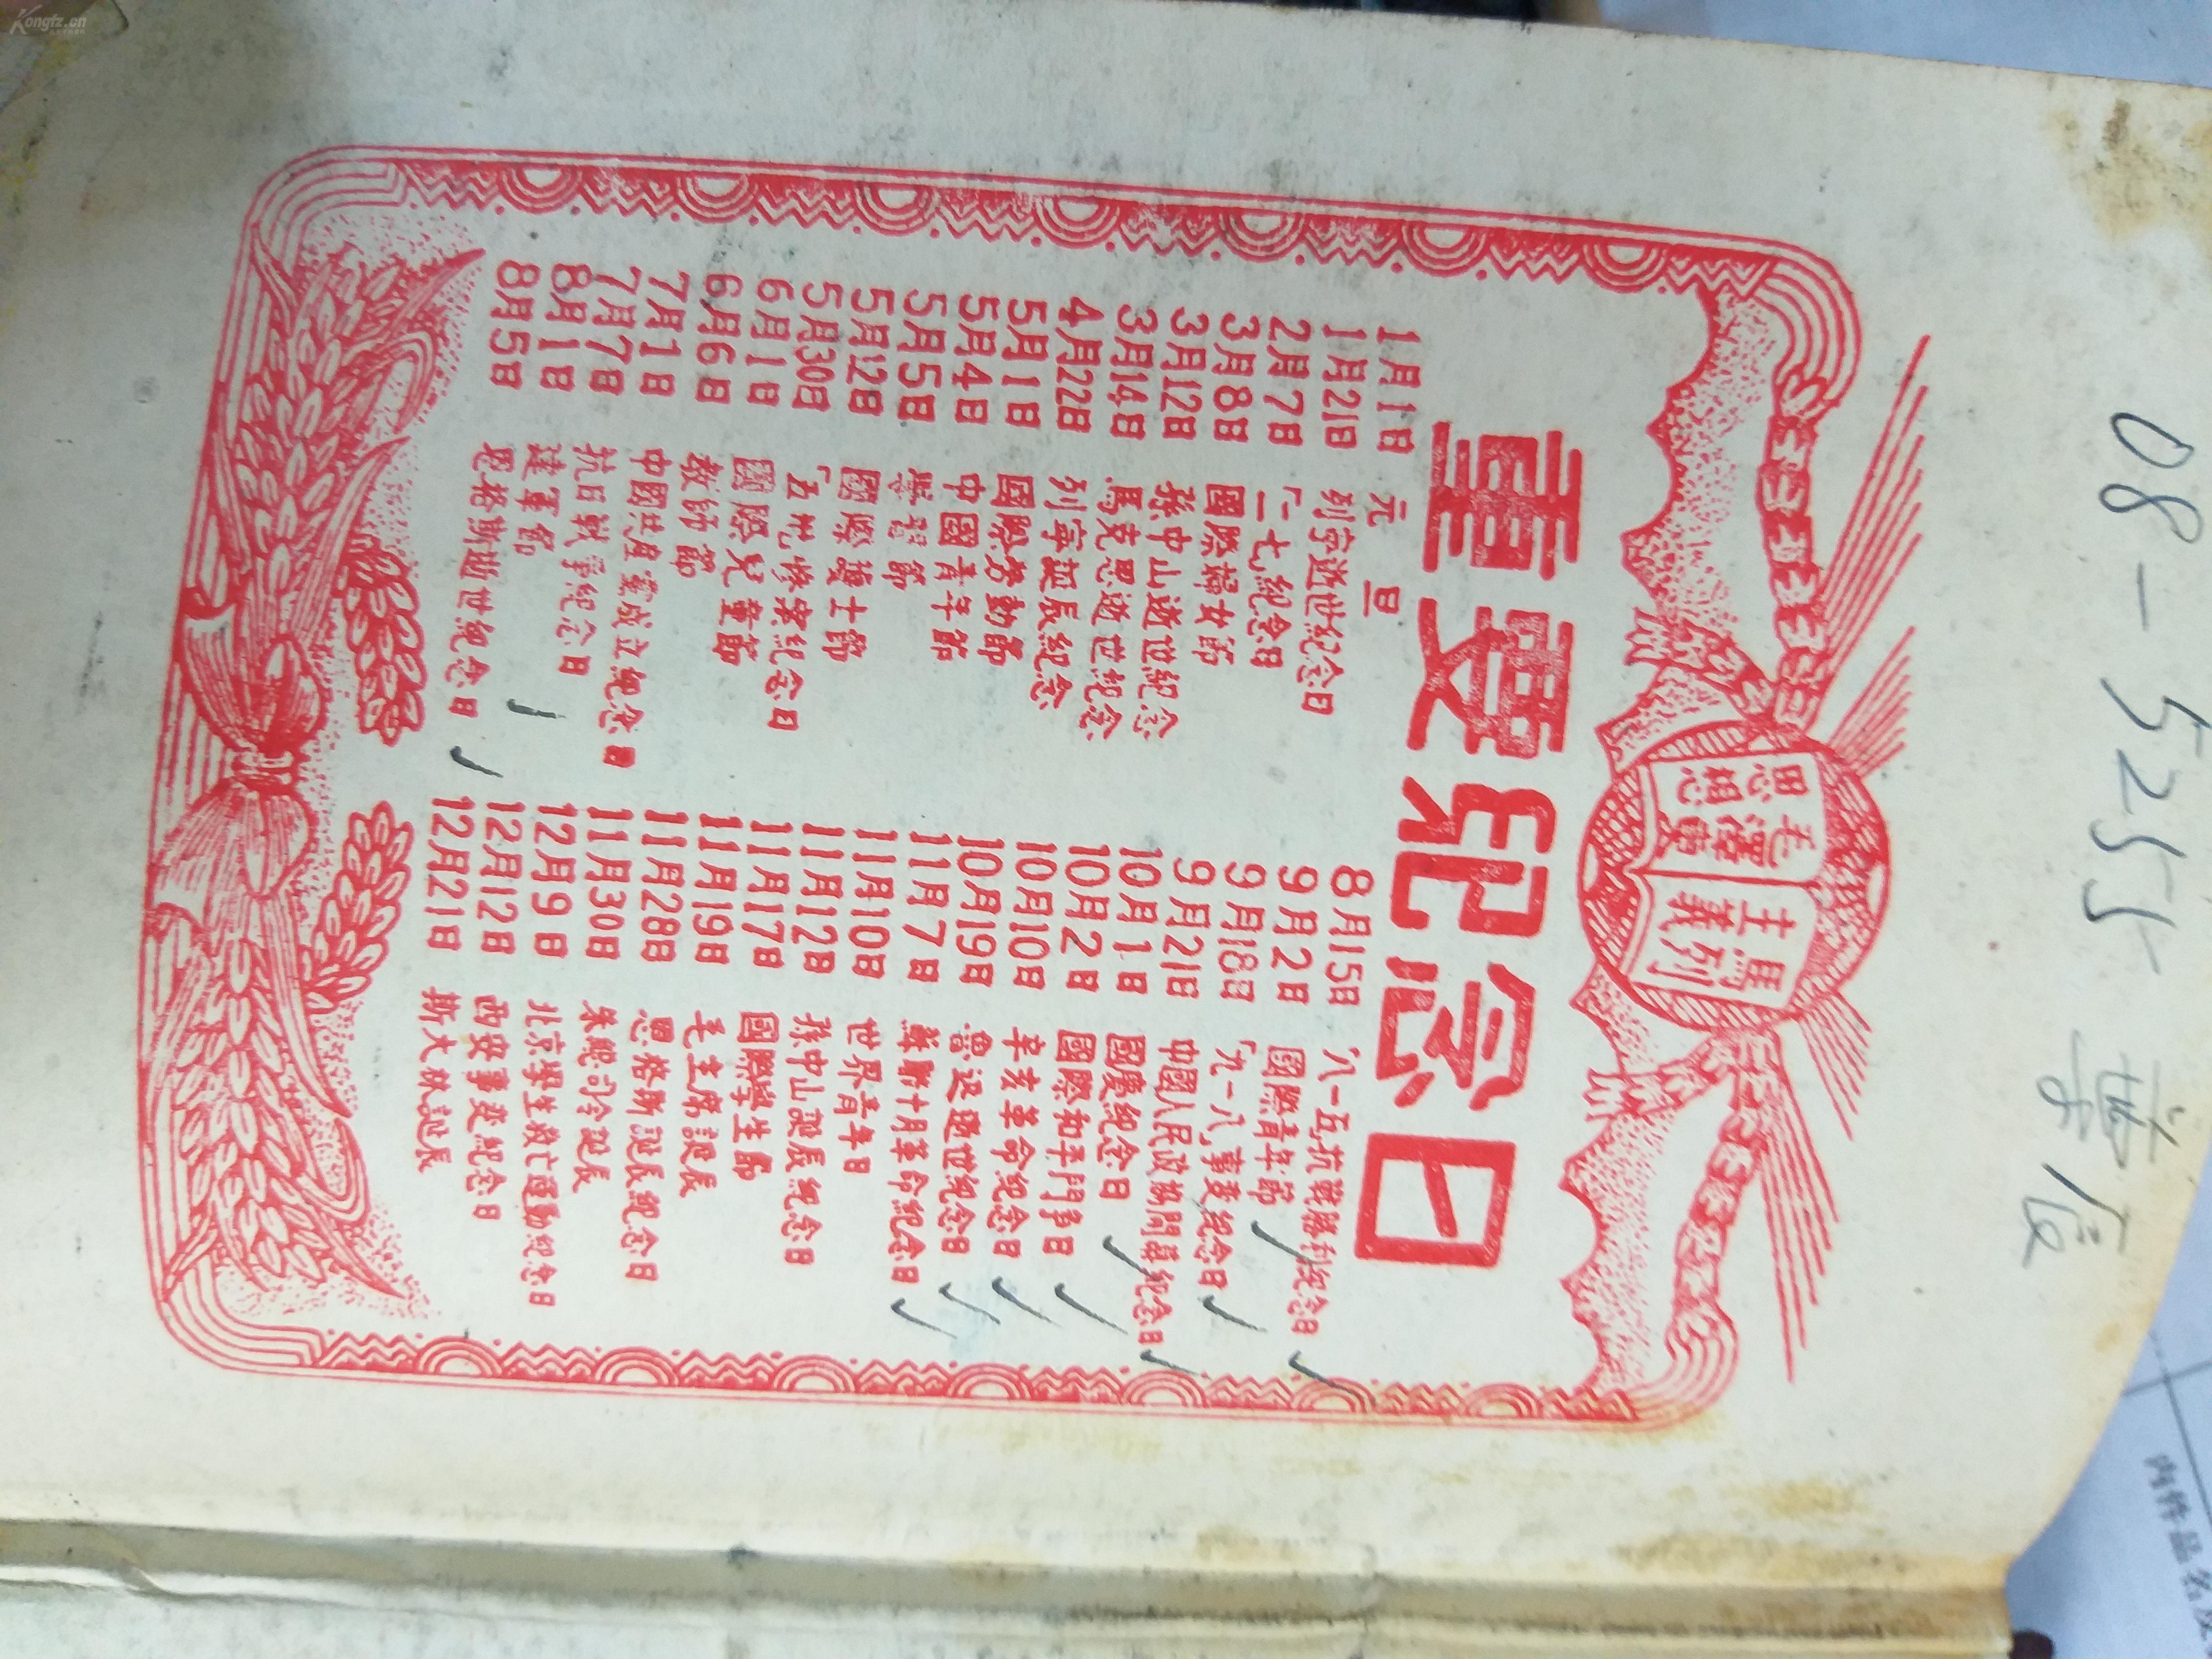 Kongfz.cn
08-5255
馬列
主義
毛澤東
思想
重要紀念日
1月1日 元旦
1月21日 列寧逝世紀念日
2月7日 「二七」紀念日
3月8日 國際婦女節
3月12日 孫中山逝世紀念
3月14日 馬克思逝世紀念
4月22日 列寧誕辰紀念
5月1日 國際勞動節
5月4日 中國青年節
5月5日 學習節
5月12日 國際護士節
5月30日 「五卅」慘案紀念日
6月1日 國際兒童節
6月6日 教師節
7月1日 中國共產黨成立紀念日
7月7日 抗日戰爭紀念日
8月1日 建軍節
8月5日 恩格斯逝世紀念日
8月15日 「八一五」抗戰勝利紀念日
9月2日 國際青年節
9月18日 「九一八」事變紀念日
9月21日 中國人民政協開幕紀念日
10月1日 國慶紀念日
10月2日 國際和平鬥爭日
10月10日 辛亥革命紀念日
10月19日 魯迅逝世紀念日
11月7日 蘇聯十月革命紀念日
11月10日 世界青年日
11月12日 孫中山誕辰紀念日
11月17日 國際學生節
11月19日 毛主席誕辰
11月28日 恩格斯誕辰紀念日
11月30日 朱總司令誕辰
12月9日 北京學生救亡運動紀念日
12月12日 西安事變紀念日
12月21日 斯大林誕辰
内件品名及